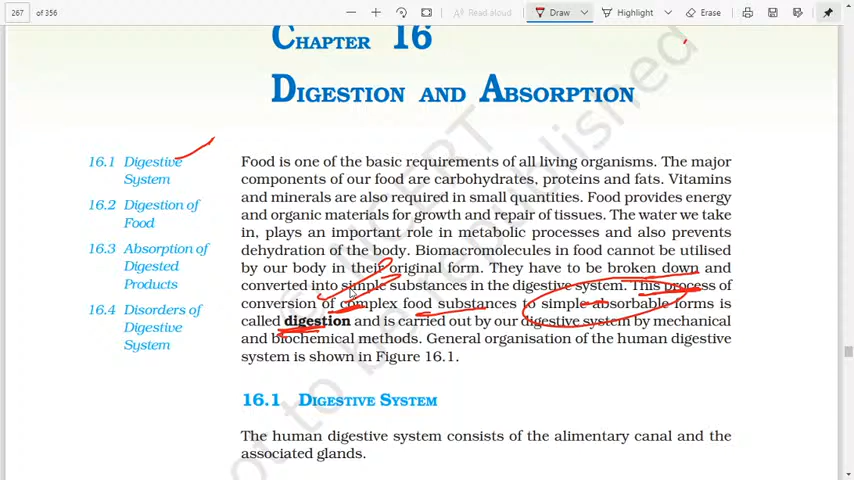 267 of 356
Read aloud
Draw
Highlight
Erase
CHAPTER 16
DIGESTION AND ABSORPTION
16.1 Digestive
System
16.2 Digestion of
Food
16.3 Absorption of
Digested
Products
16.4 Disorders of
Digestive
System
Food is one of the basic requirements of all living organisms. The major
components of our food are carbohydrates, proteins and fats. Vitamins
and minerals are also required in small quantities. Food provides energy
and organic materials for growth and repair of tissues. The water we take
in, plays an important role in metabolic processes and also prevents
dehydration of the body. Biomacromolecules in food cannot be utilised
by our body in their original form. They have to be broken down and
converted into simple substances in the digestive system. This process of
conversion of complex food substances to simple absorbable forms is
called digestion and is carried out by our digestive system by mechanical
and biochemical methods. General organisation of the human digestive
system is shown in Figure 16.1.
16.1 DIGESTIVE SYSTEM
The human digestive system consists of the alimentary canal and the
associated glands.
© NCERT
not to be republished